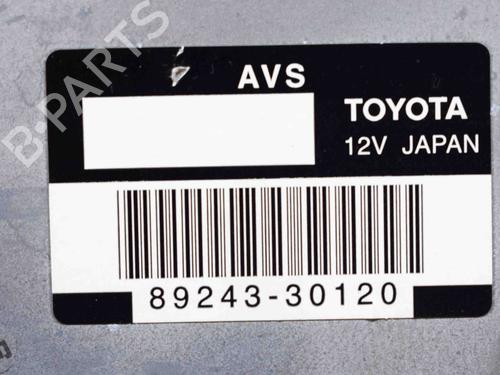 AVS
TOYOTA
12V JAPAN
89243-30120
B-PARTS